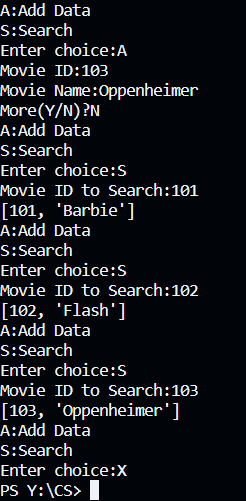 A:Add Data
S:Search
Enter choice:A
Movie ID:103
Movie Name:Oppenheimer
More(Y/N)?N
A:Add Data
S:Search
Enter choice:S
Movie ID to Search:101
[101, 'Barbie']
A:Add Data
S:Search
Enter choice:S
Movie ID to Search:102
[102, 'Flash']
A:Add Data
S:Search
Enter choice:S
Movie ID to Search:103
[103, 'Oppenheimer']
A:Add Data
S:Search
Enter choice:X
PS Y:\CS>